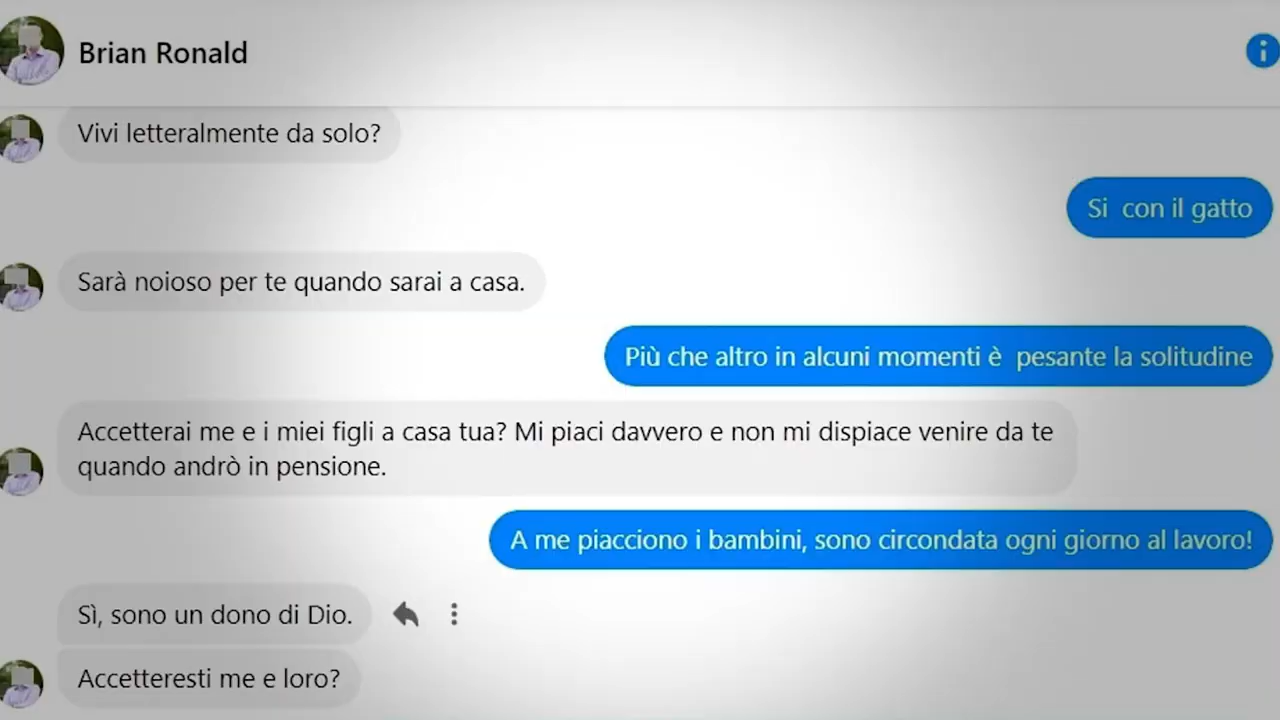 Brian Ronald
Vivi letteralmente da solo?
Si  con il gatto
Sarà noioso per te quando sarai a casa.
Più che altro in alcuni momenti è  pesante la solitudine
Accetterai me e i miei figli a casa tua? Mi piaci davvero e non mi dispiace venire da te
quando andrò in pensione.
A me piacciono i bambini, sono circondata ogni giorno al lavoro!
Sì, sono un dono di Dio.
Accetteresti me e loro?